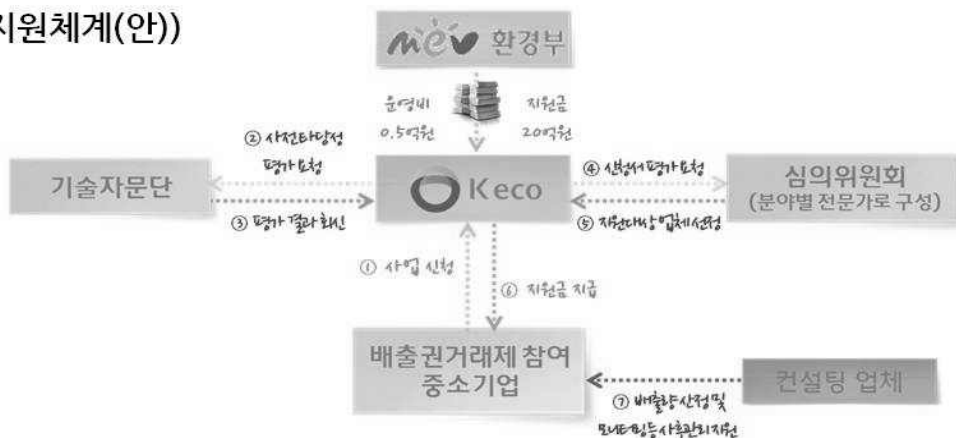 지원체계(안))
mev 환경부
운영비
0.5억원
지원금
20억원
② 사전타당성
평가요청
④ 신청서 평가요청
기술자문단
Keco
심의위원회
(분야별 전문가로 구성)
③ 평가 결과 회신
⑤ 지원대상 업체 선정
① 사업 신청
⑥ 지원금 지급
배출권거래제 참여
중소기업
컨설팅 업체
⑦ 배출량 산정 및
모니터링등 사후관리 지원